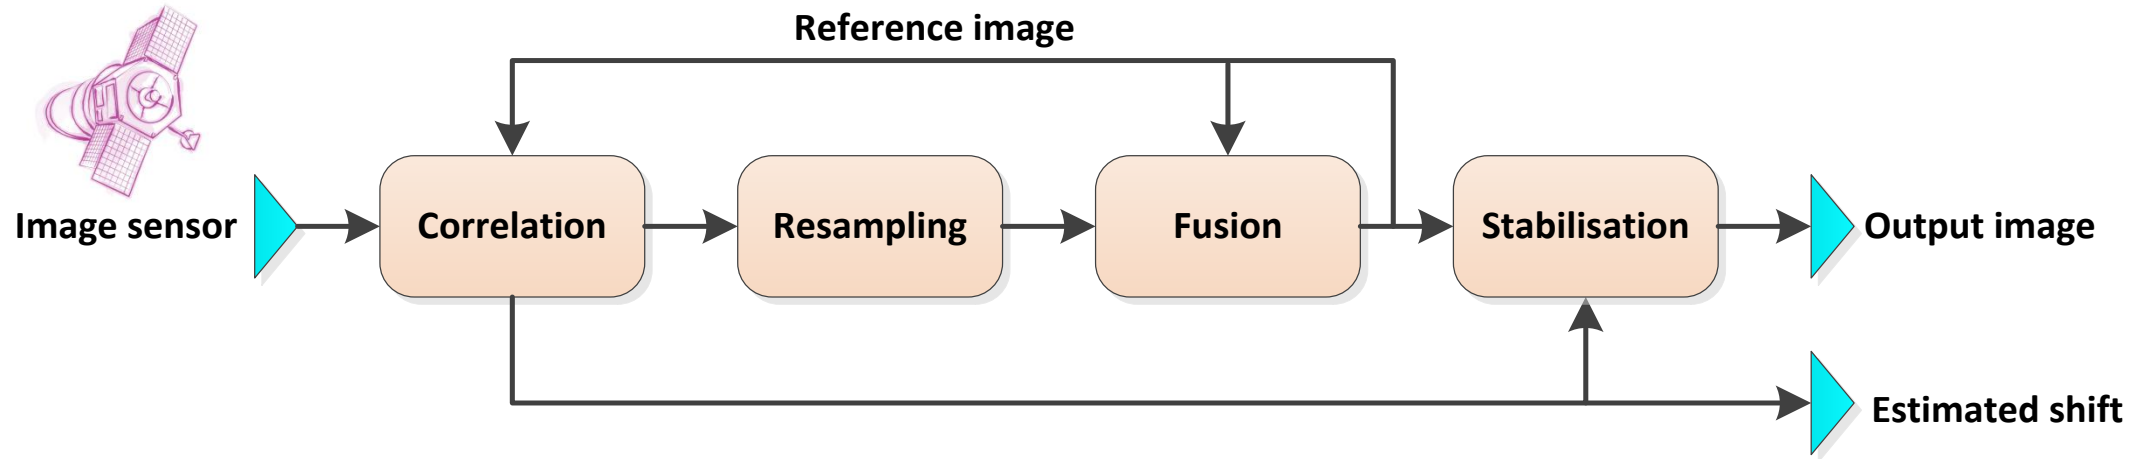 Reference image
Image sensor
Correlation
Resampling
Fusion
Stabilisation
Output image
Estimated shift